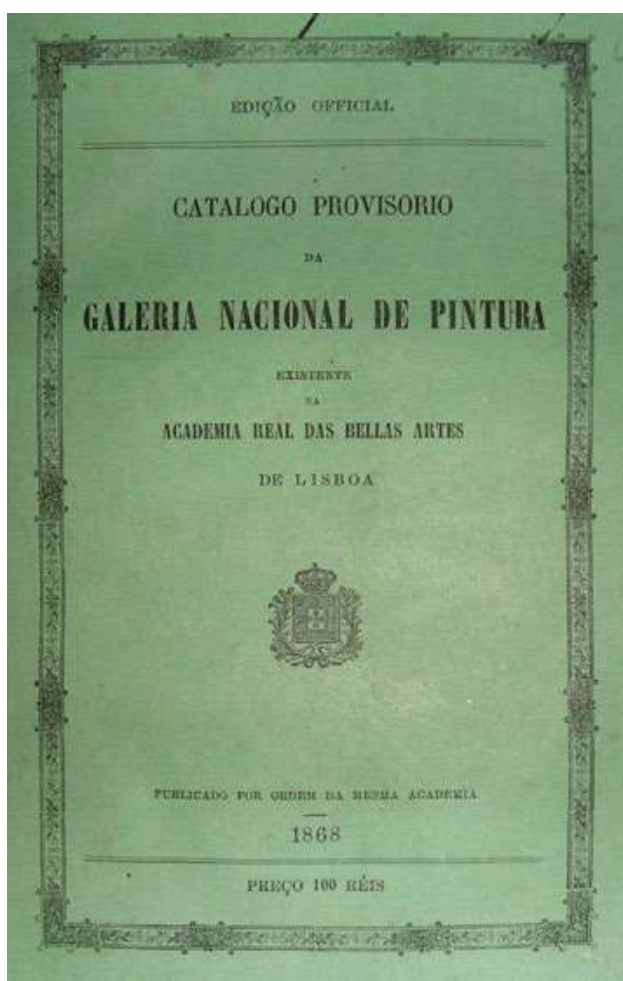 EDIÇÃO OFFICIAL
CATALOGO PROVISORIO
DA
GALERIA NACIONAL DE PINTURA
EXISTENTE
NA
ACADEMIA REAL DAS BELLAS ARTES
DE LISBOA
PUBLICADO POR ORDEM DA MESMA ACADEMIA
1868
PREÇO 100 RÉIS